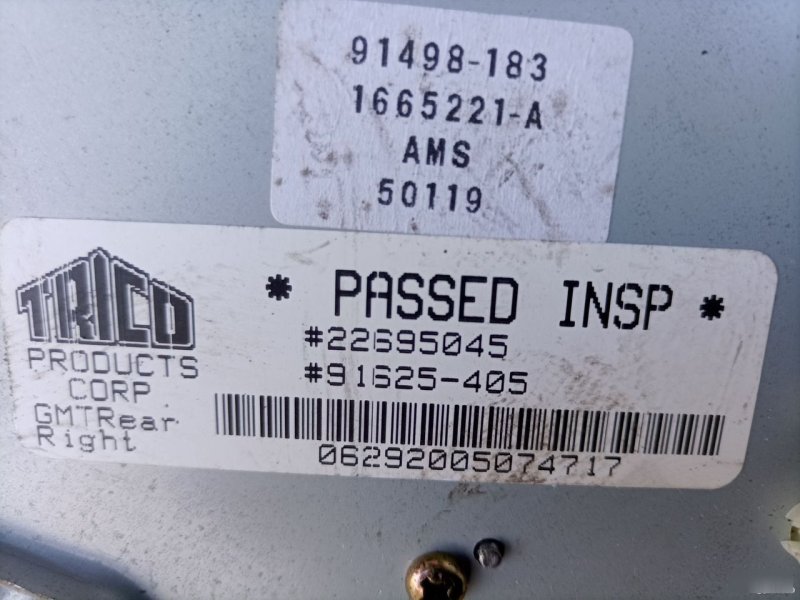 91498-183
1665221-A
AMS
50119
TRICO
PRODUCTS
CORP
GMTRear
Right
* PASSED INSP *
#22695045
#91625-405
06292005074717